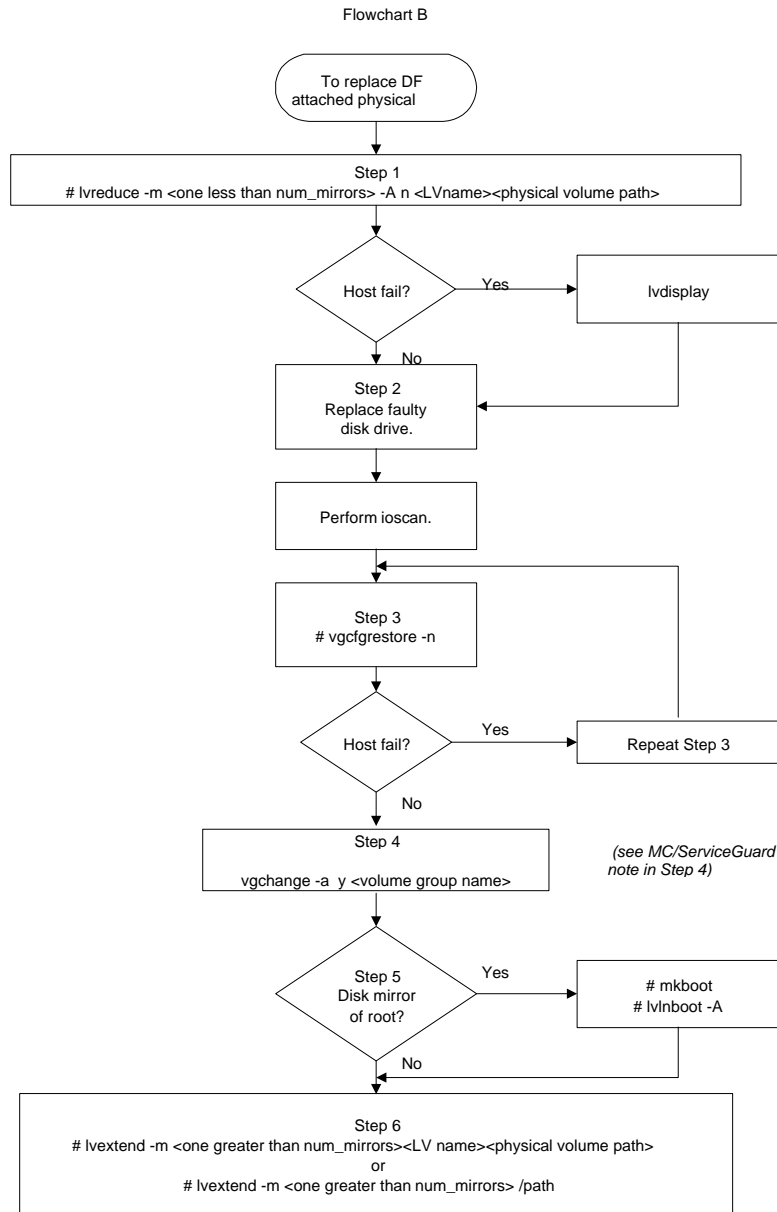 Flowchart B
To replace DF
attached physical
Step 1
# lvreduce -m <one less than num_mirrors> -A n <LVname><physical volume path>
Host fail?
Yes
lvdisplay
No
Step 2
Replace faulty
disk drive.
Perform ioscan.
Step 3
# vgcfgrestore -n
Host fail?
Yes
Repeat Step 3
No
Step 4
vgchange -a y <volume group name>
(see MC/ServiceGuard
note in Step 4)
Step 5
Disk mirror
of root?
Yes
# mkboot
# lvlnboot -A
No
Step 6
# lvextend -m <one greater than num_mirrors><LV name><physical volume path>
or
# lvextend -m <one greater than num_mirrors> /path